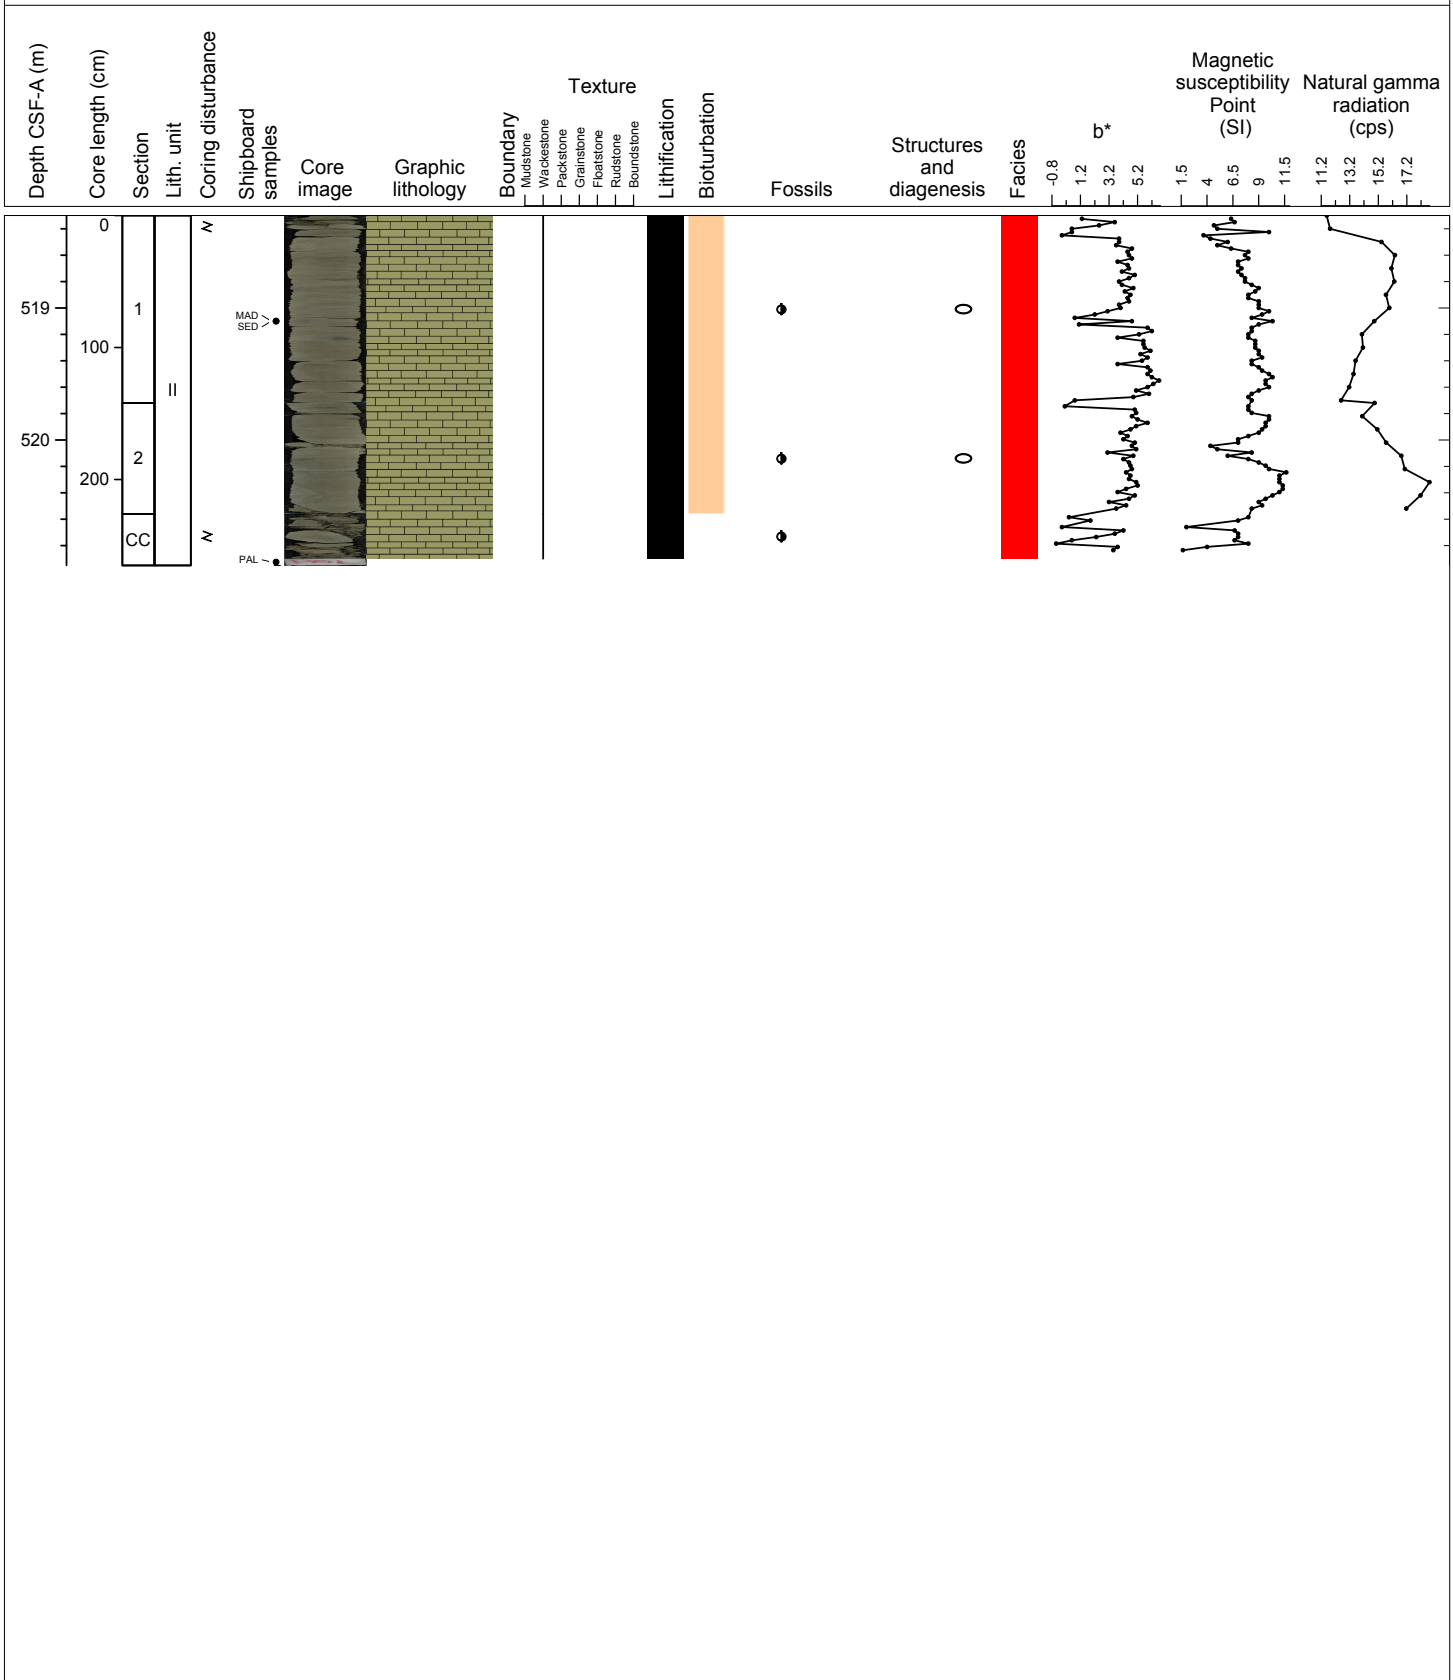 Depth CSF-A (m)
Core length (cm)
Section
Lith. unit
Coring disturbance
Shipboard
samples
Core
image
Graphic
lithology
Boundary
Texture
Mudstone
Wackestone
Packstone
Grainstone
Floatstone
Rudstone
Boundstone
Lithification
Bioturbation
Fossils
Structures
and
diagenesis
Facies
b*
-0.8
1.2
3.2
5.2
Magnetic
susceptibility
Point
(SI)
1.5
4
6.5
9
11.5
Natural gamma
radiation
(cps)
11.2
13.2
15.2
17.2
0
519
1
MAD
SED
100
II
520
2
200
CC
PAL